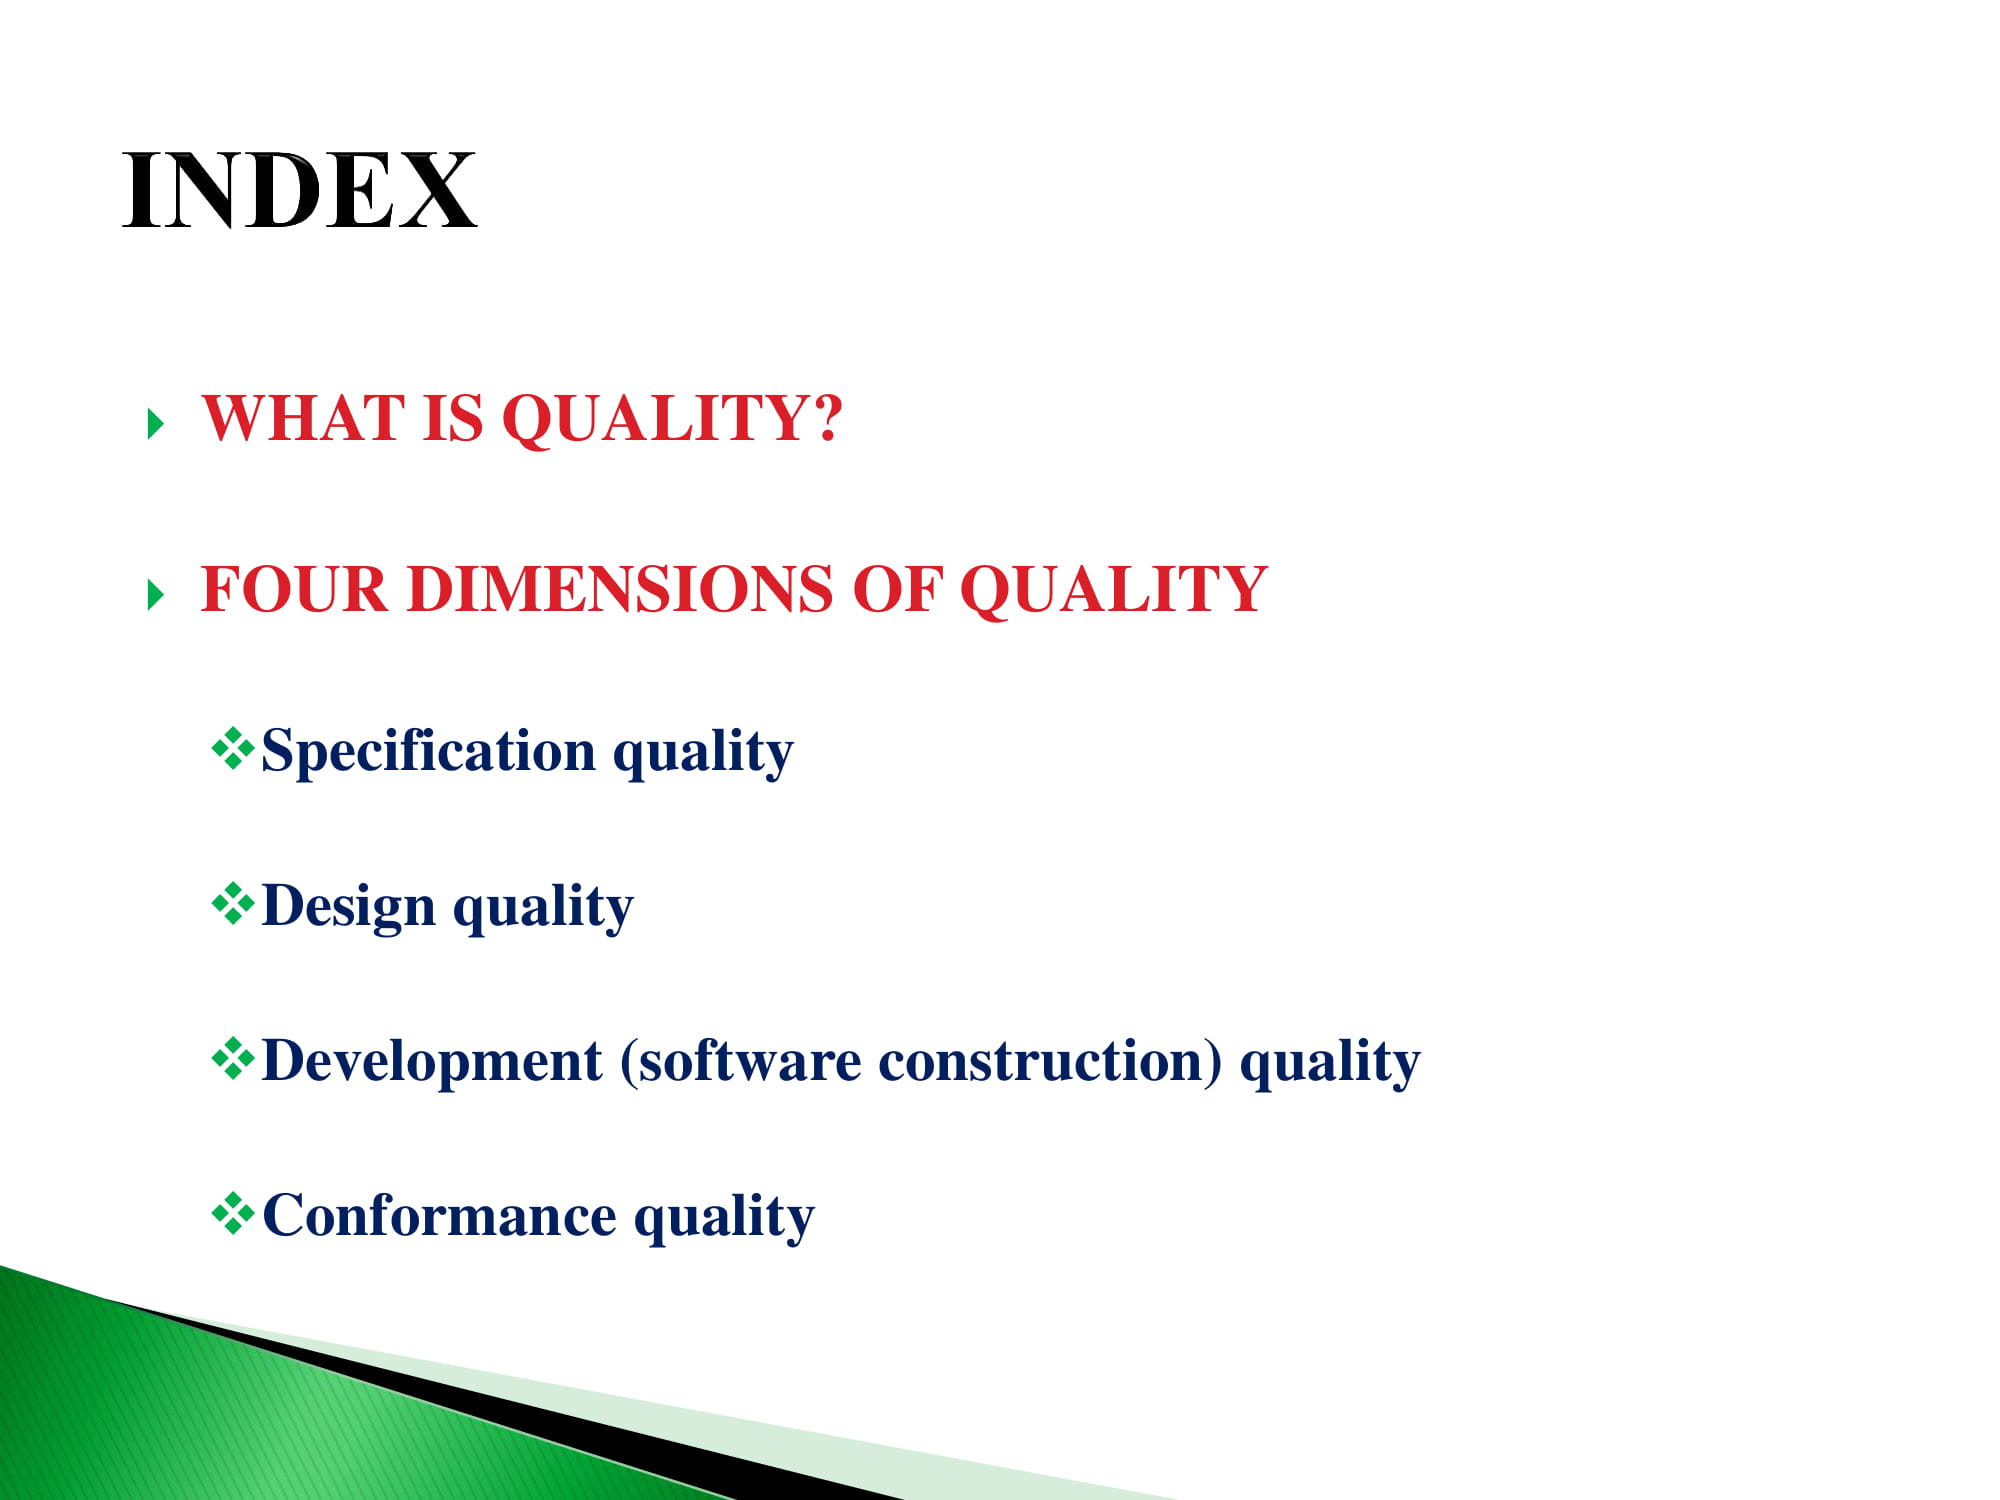 INDEX
WHAT IS QUALITY?
FOUR DIMENSIONS OF QUALITY
Specification quality
Design quality
Development (software construction) quality
Conformance quality